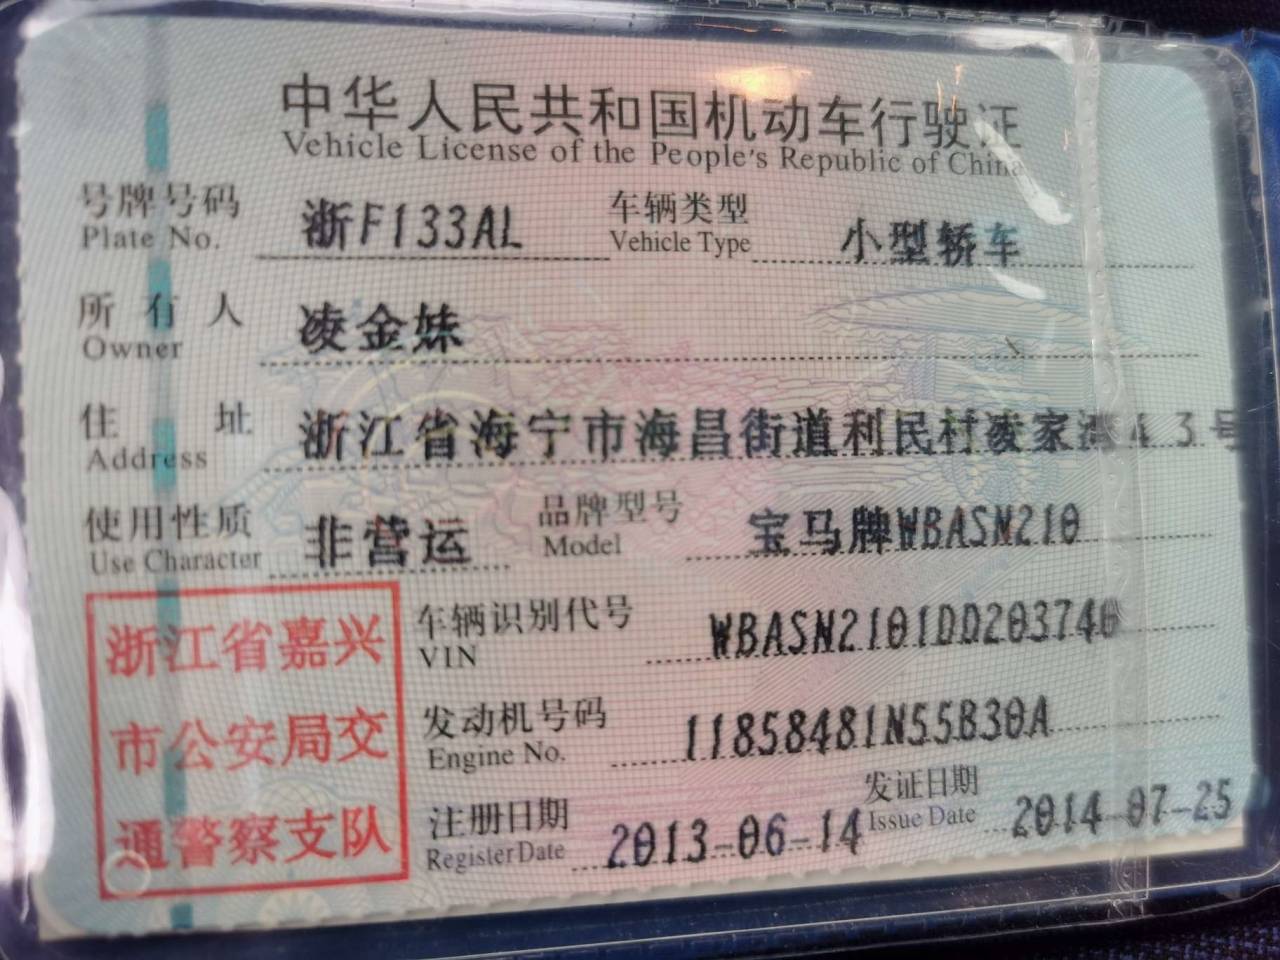 中华人民共和国机动车行驶证
Vehicle License of the People's Republic of China
号牌号码 浙F133AL 车辆类型 小型轿车
Plate No. Vehicle Type
所有人 凌金妹
Owner
住址 浙江省海宁市海昌街道利民村凌家湾43号
Address
使用性质 非营运 品牌型号 宝马牌WBASN210
Use Character Model
车辆识别代号 WBASN2101DD203740
VIN
发动机号码 11858481N55B30A
Engine No.
注册日期 2013-06-14 发证日期 2014-07-25
Register Date Issue Date
浙江省嘉兴
市公安局交
通警察支队